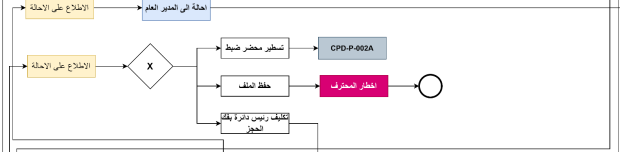 الاطلاع على الاحالة
احالة الى المدير العام
تسطير محضر ضبط
CPD-P-002A
الاطلاع على الاحالة
X
حفظ الملف
اخطار المحترف
تكليف رئيس دائرة بفك
الحجز